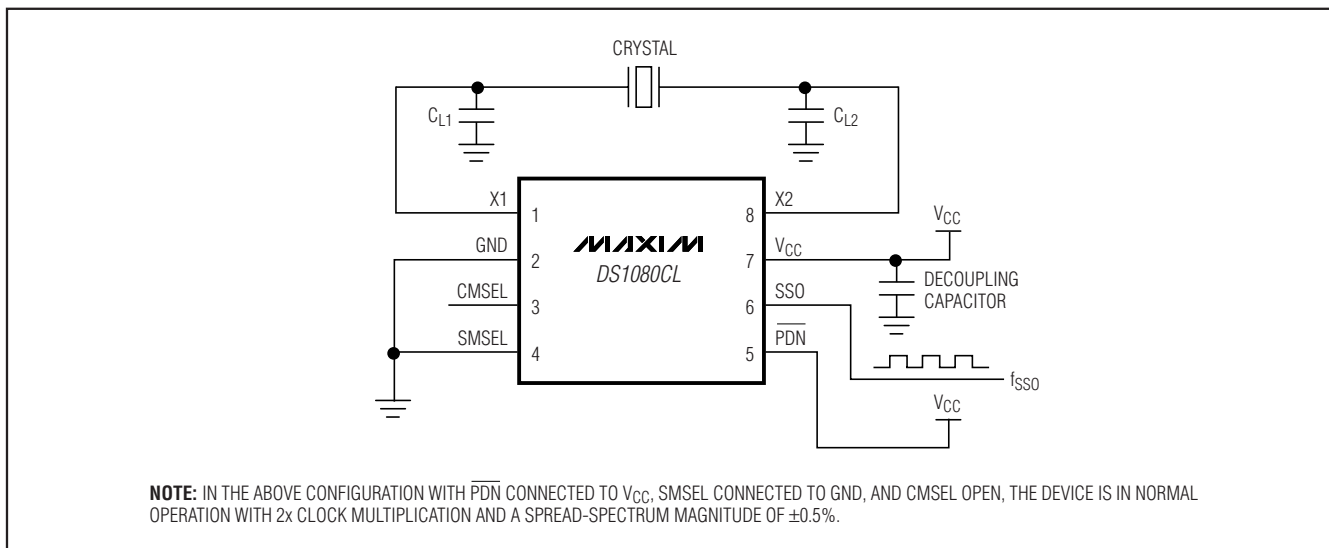 CRYSTAL
CL1
CL2
X1
X2
1
8
VCC
GND
MAXIM
VCC
2
DS1080CL
7
DECOUPLING
CAPACITOR
CMSEL
SSO
3
6
SMSEL
PDN
4
5
fSSO
VCC
NOTE: IN THE ABOVE CONFIGURATION WITH PDN CONNECTED TO VCC, SMSEL CONNECTED TO GND, AND CMSEL OPEN, THE DEVICE IS IN NORMAL
OPERATION WITH 2x CLOCK MULTIPLICATION AND A SPREAD-SPECTRUM MAGNITUDE OF ±0.5%.